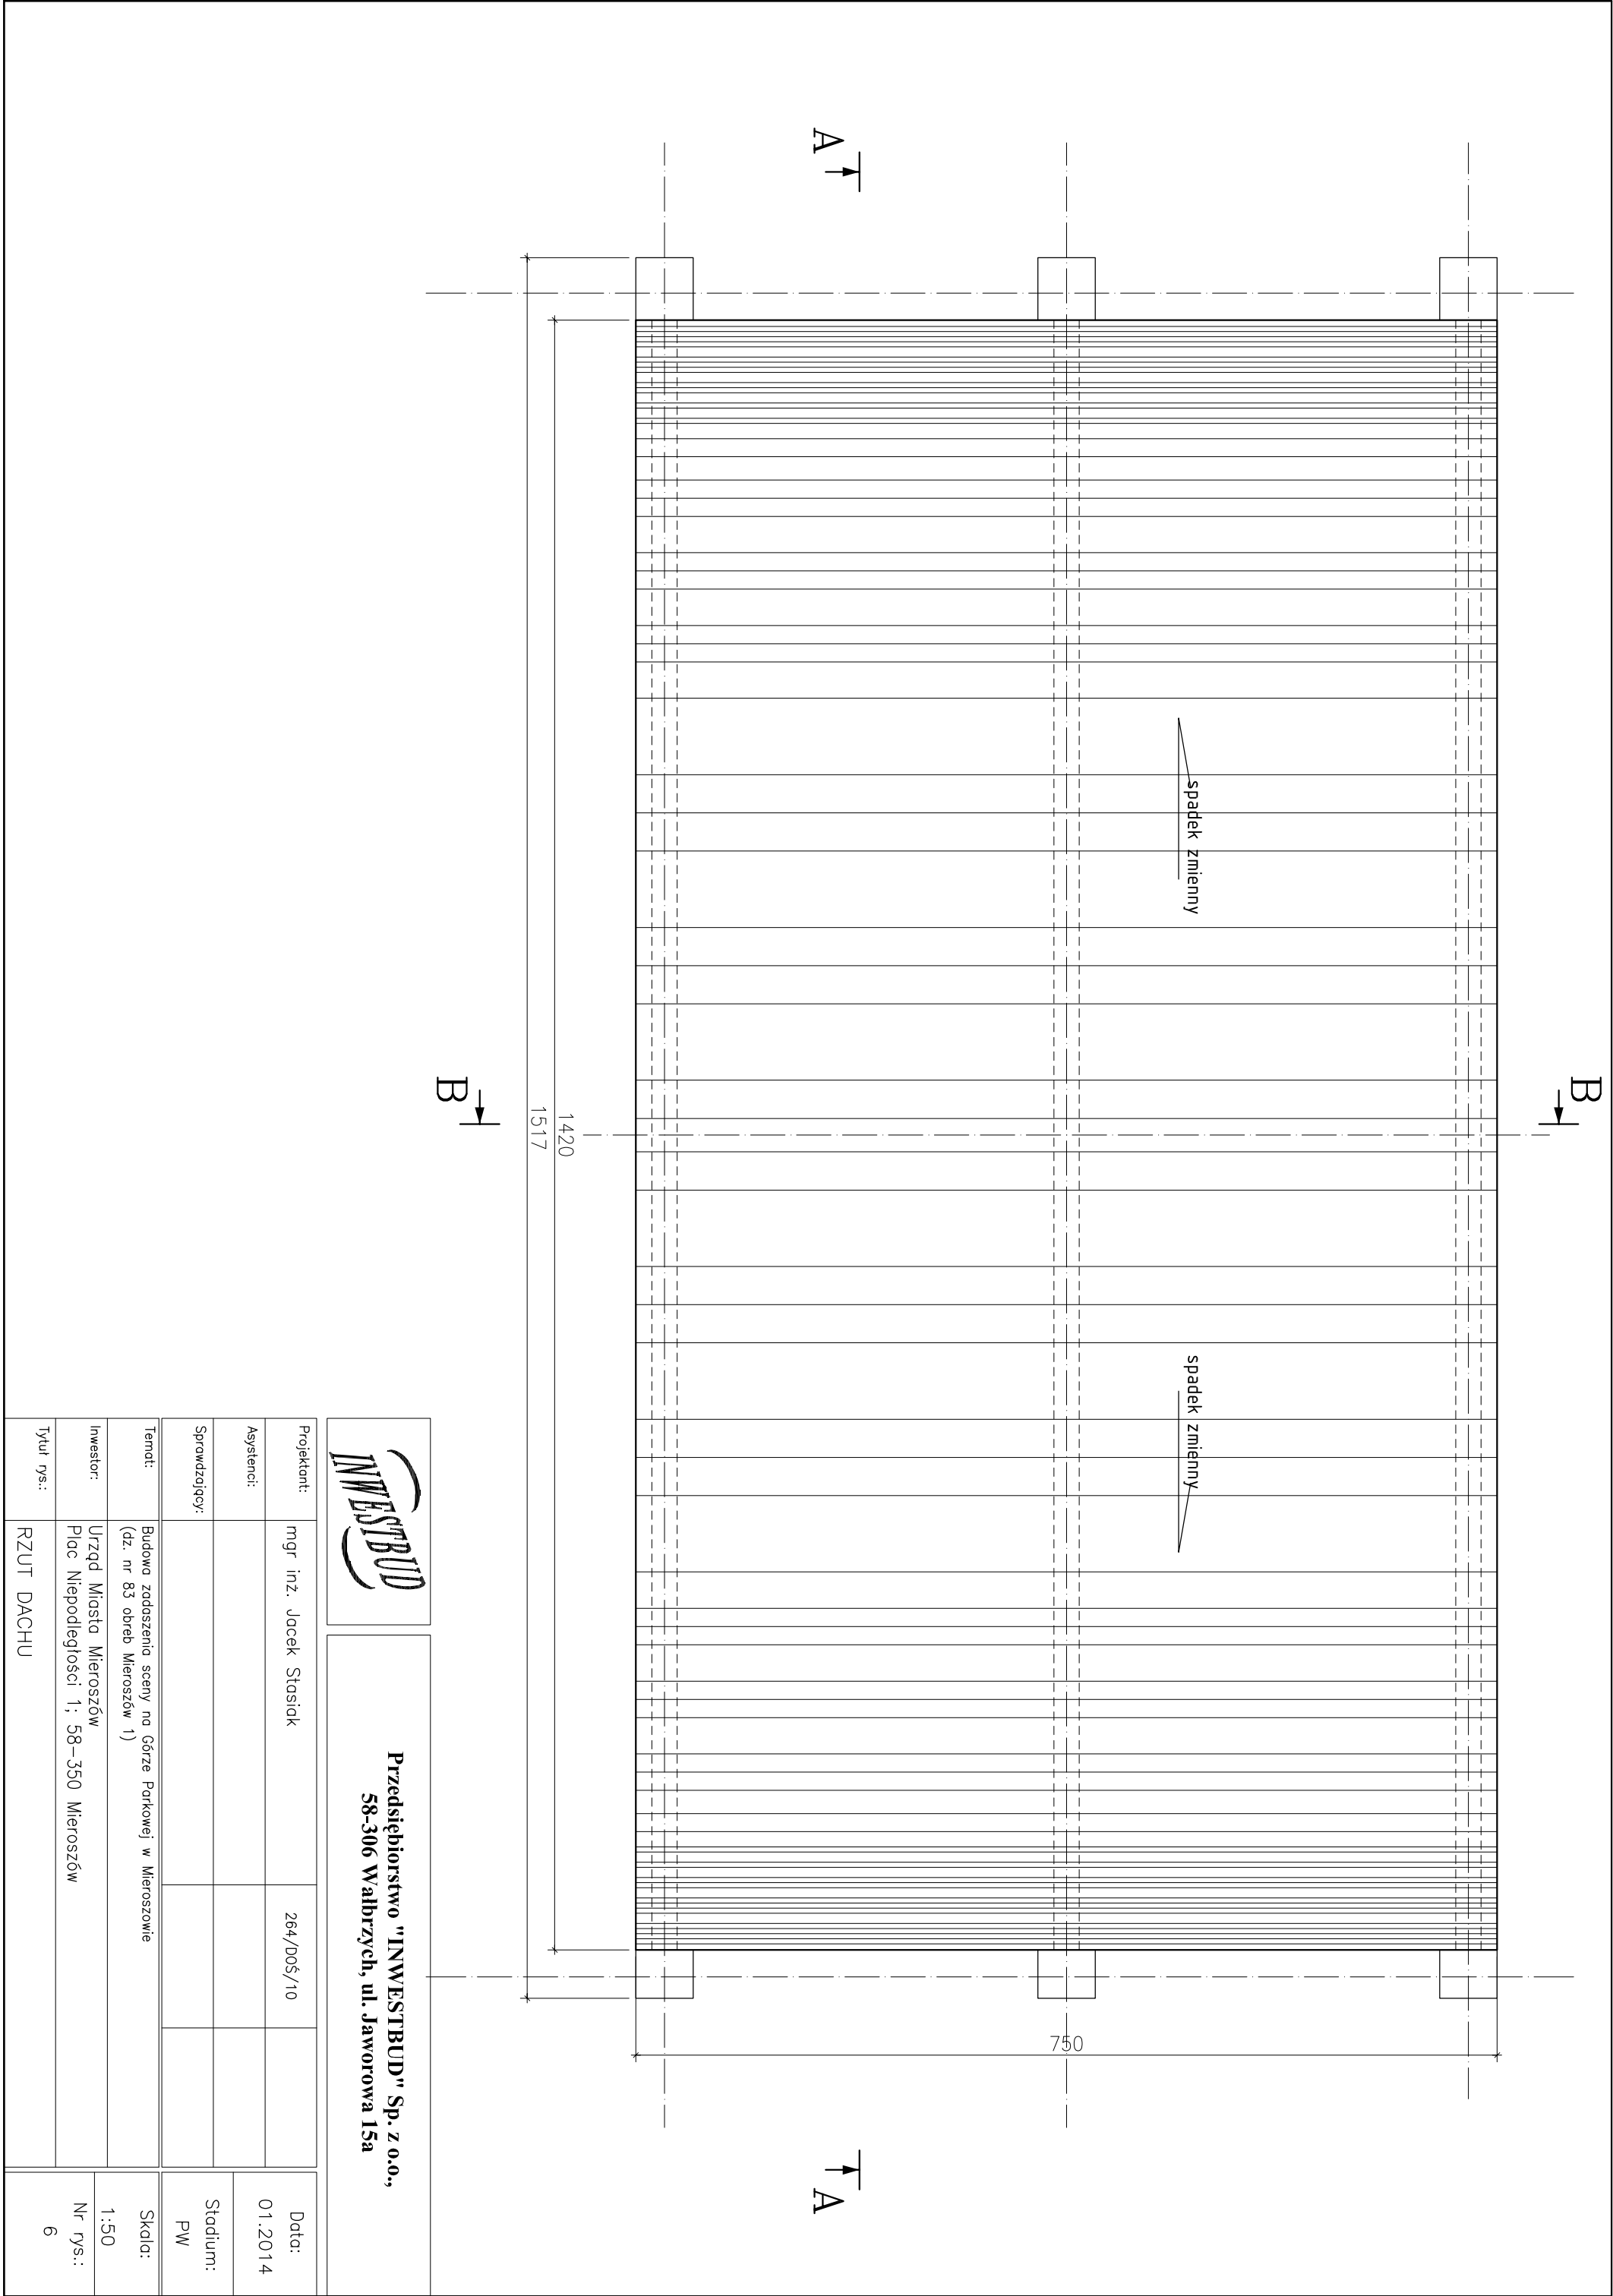 B
B
A
A
spadek zmienny
spadek zmienny
750
1420
1517
INWESTBUD
Przedsiębiorstwo "INWESTBUD" Sp. z o.o.,
58-306 Wałbrzych, ul. Jaworowa 15a
Projektant:
mgr inż. Jacek Stasiak
264/DOŚ/10
Data:
01.2014
Asystenci:
Sprawdzający:
Stadium:
PW
Temat:
Budowa zadaszenia sceny na Górze Parkowej w Mieroszowie
(dz. nr 83 obreb Mieroszów 1)
Skala:
1:50
Inwestor:
Urząd Miasta Mieroszów
Plac Niepodległości 1; 58-350 Mieroszów
Nr rys.:
6
Tytuł rys.:
RZUT DACHU